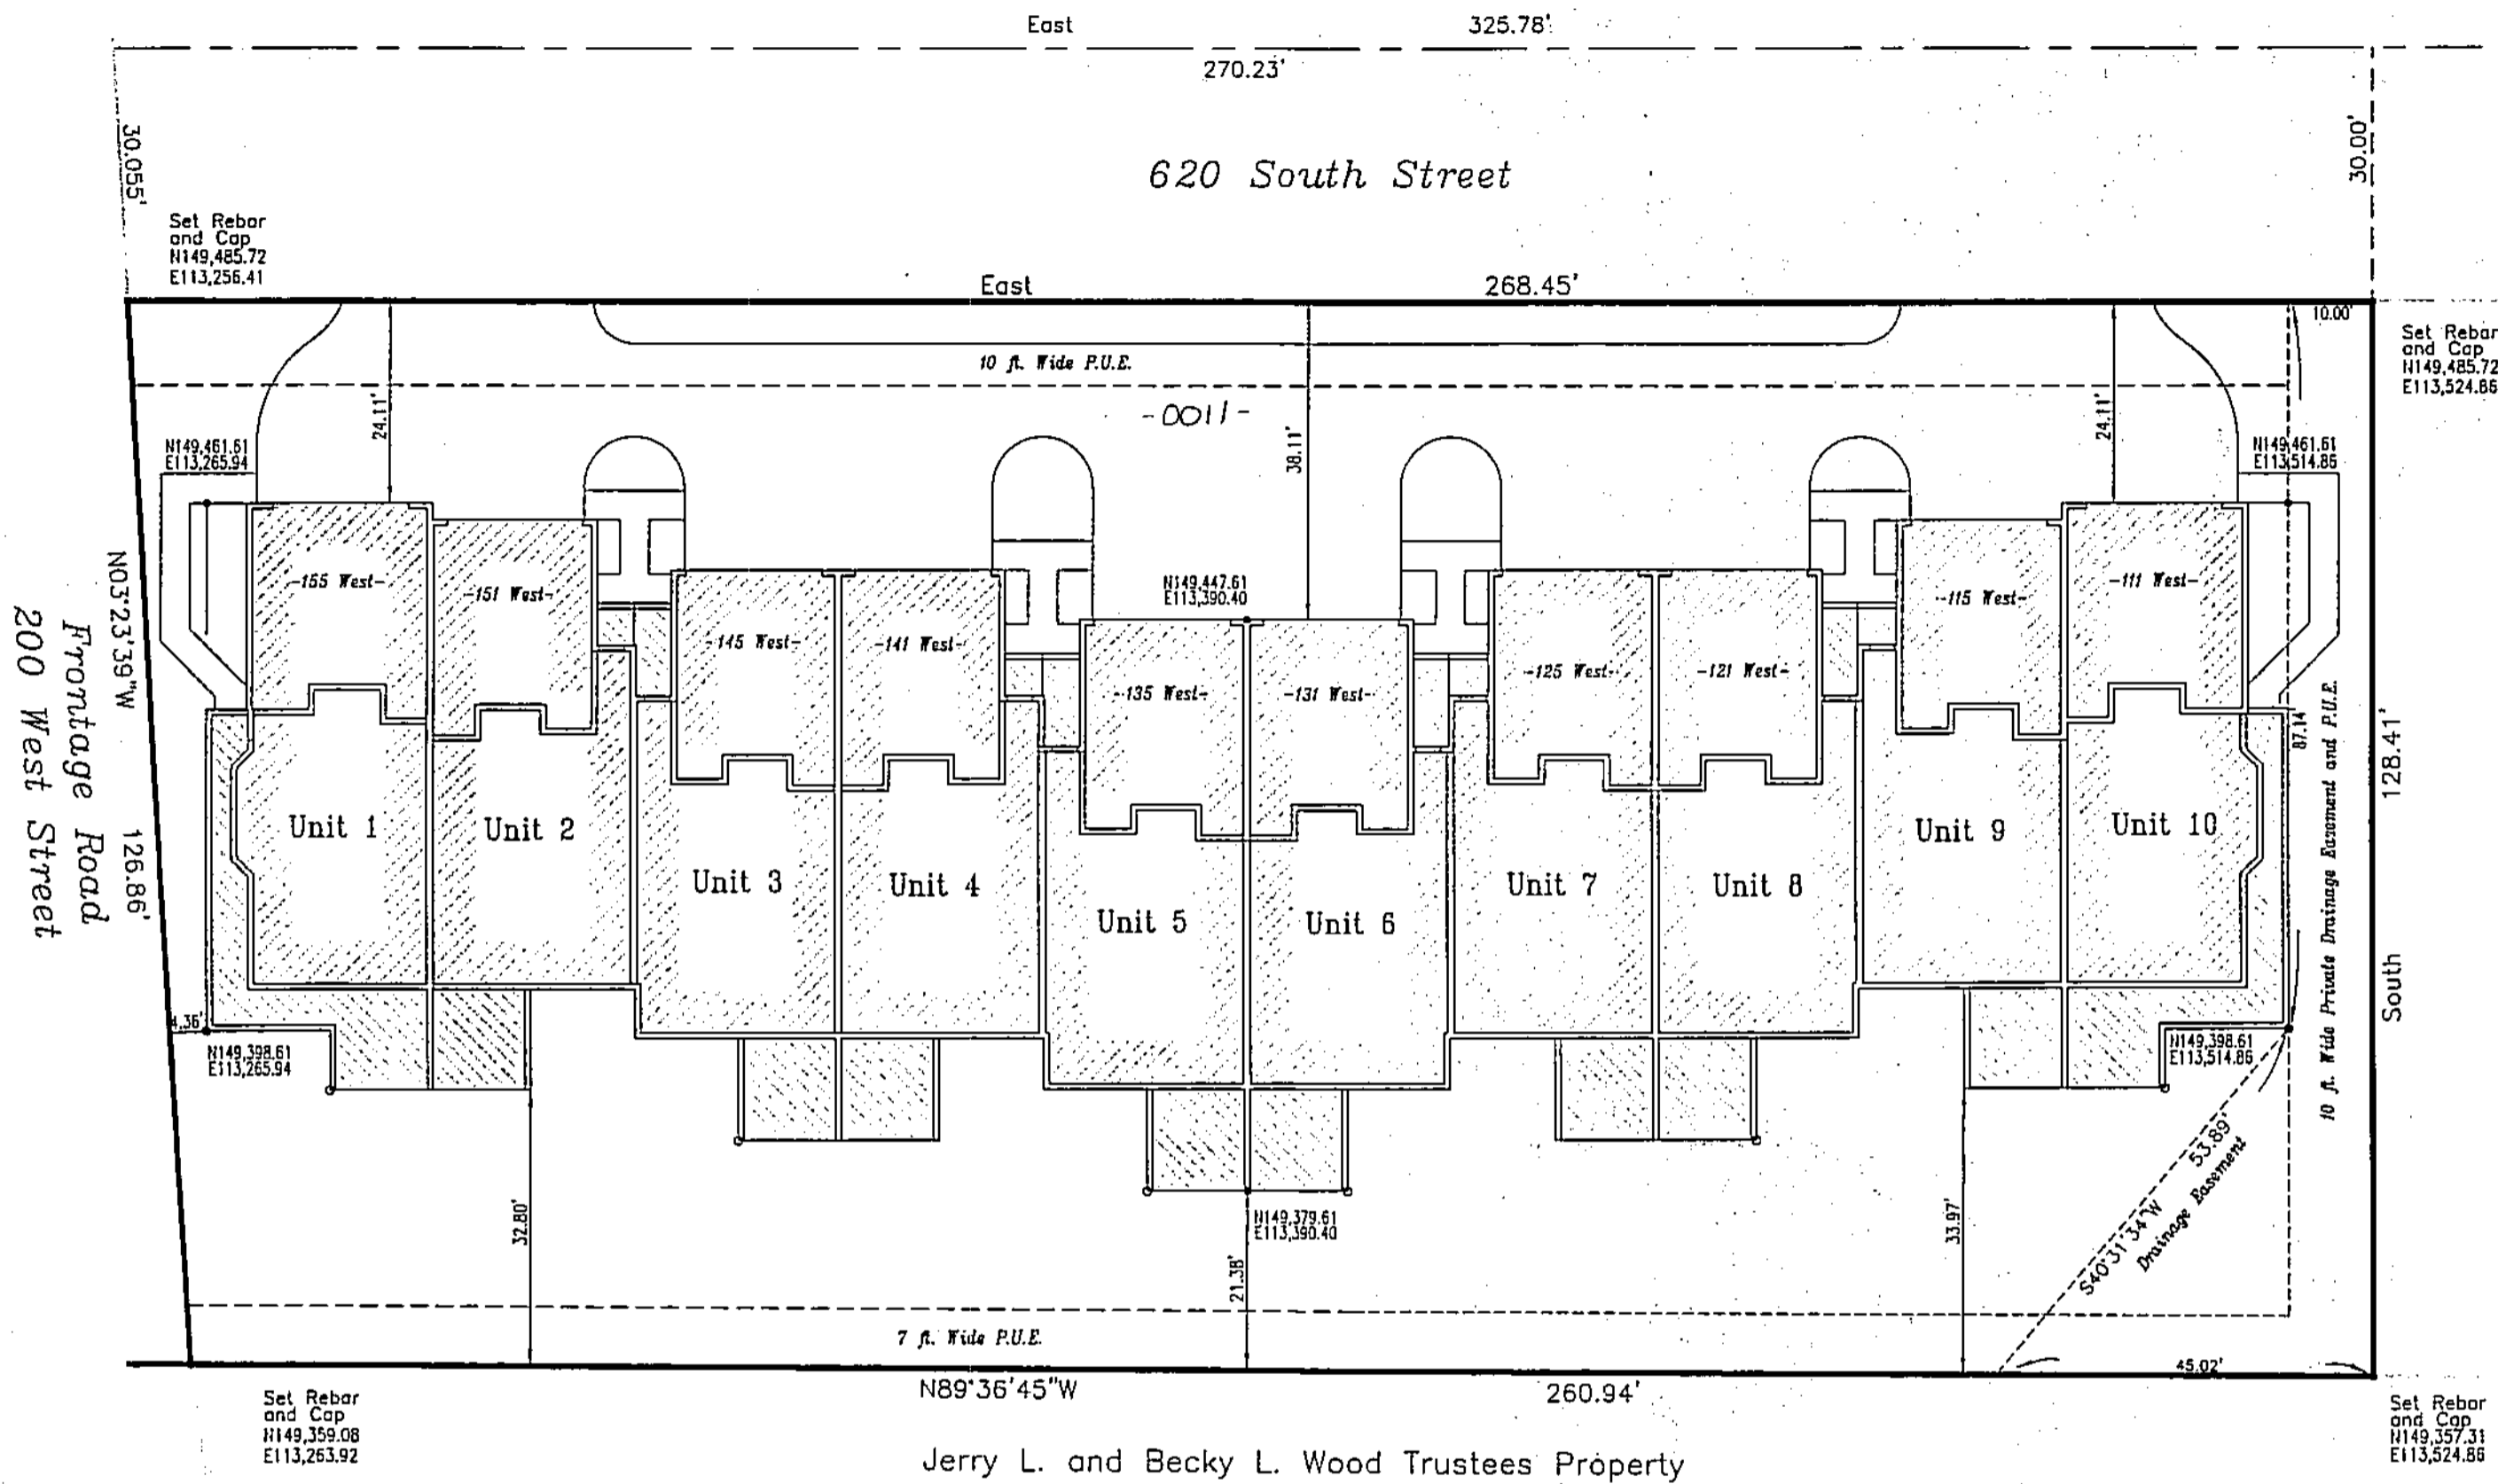 East 325.78'
270.23'
30.055'
620 South Street
30.00'
Set Rebar
and Cap
N149,485.72
E113,256.41
East 268.45'
10.00'
Set Rebar
and Cap
N149,485.72
E113,524.86
10 ft. Wide P.U.E.
-0011-
24.11'
38.11'
24.11'
N149,461.61
E113,265.94
N149,461.61
E113,514.86
-155 West-
-151 West-
-145 West-
-141 West-
N149,447.61
E113,390.40
-135 West-
-131 West-
-125 West-
-121 West-
-115 West-
-111 West-
N03°23'39"W 126.86'
Frontage Road
200 West Street
Unit 1
Unit 2
Unit 3
Unit 4
Unit 5
Unit 6
Unit 7
Unit 8
Unit 9
Unit 10
87.14
10 ft. Wide Private Drainage Easement and P.U.E.
South 128.41'
4.36'
N149,398.61
E113,265.94
N149,398.61
E113,514.86
32.80'
N149,379.61
E113,390.40
21.38'
33.97'
S40°31'34"W 53.89'
Drainage Easement
7 ft. Wide P.U.E.
45.02'
N89°36'45"W 260.94'
Set Rebar
and Cap
N149,359.08
E113,263.92
Set Rebar
and Cap
N149,357.31
E113,524.86
Jerry L. and Becky L. Wood Trustees Property